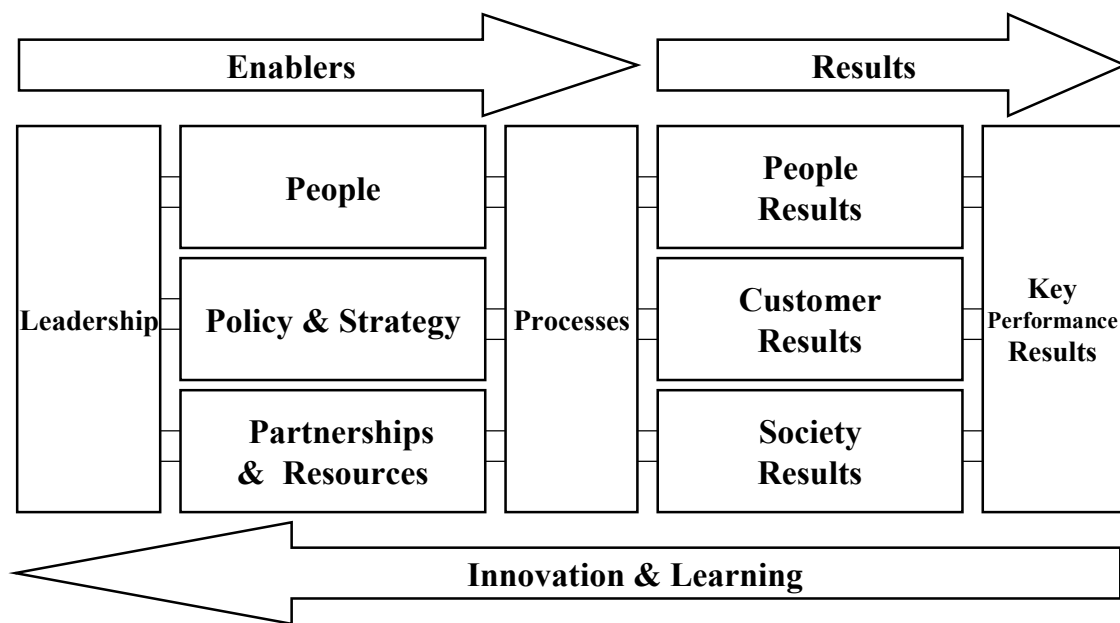 Enablers
Results
Leadership
People
Policy & Strategy
Partnerships
& Resources
Processes
People
Results
Customer
Results
Society
Results
Key
Performance
Results
Innovation & Learning